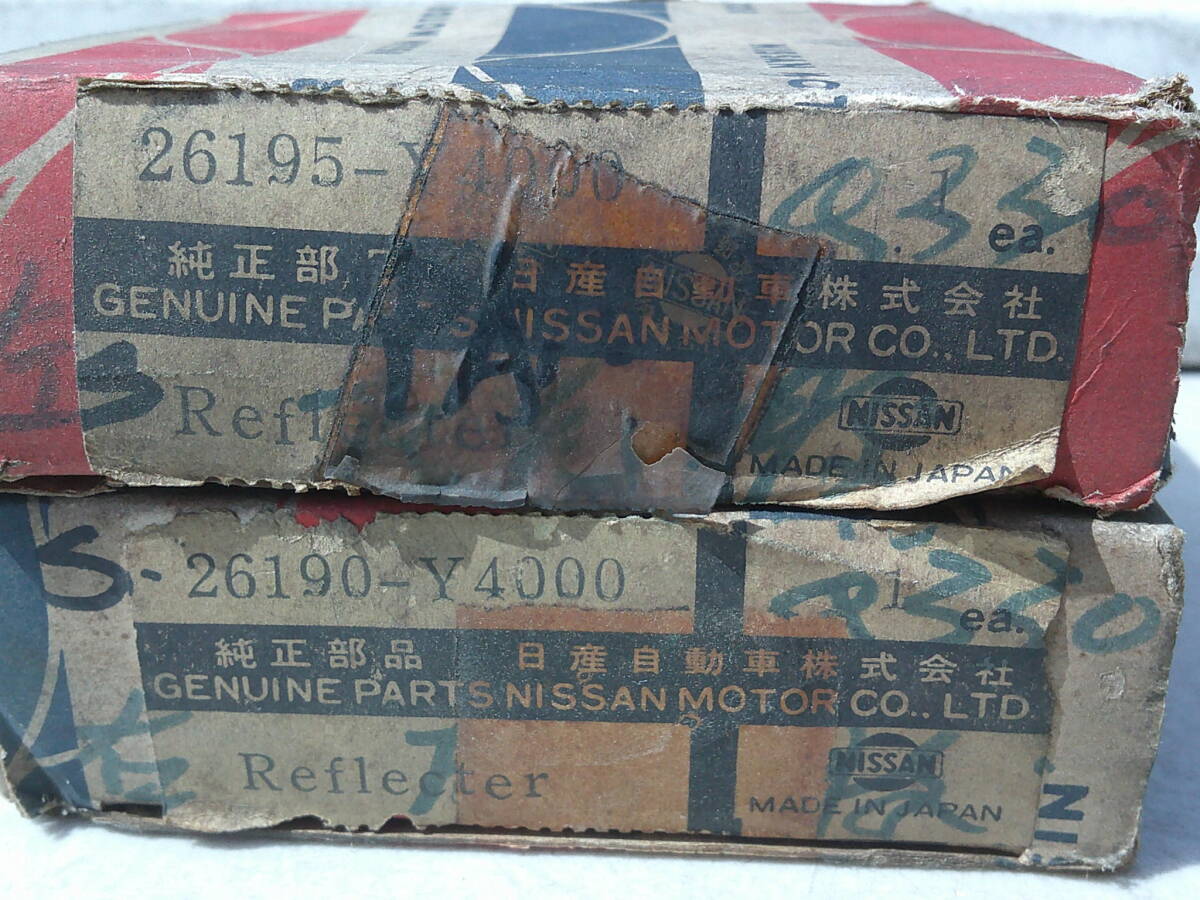 26195-Y4000
1 ea.
純正部 日産自動車株式会社
GENUINE PARTS NISSAN MOTOR CO., LTD.
Reflecter
NISSAN
MADE IN JAPAN
26190-Y4000
1 ea.
純正部品 日産自動車株式会社
GENUINE PARTS NISSAN MOTOR CO., LTD.
Reflecter
NISSAN
MADE IN JAPAN